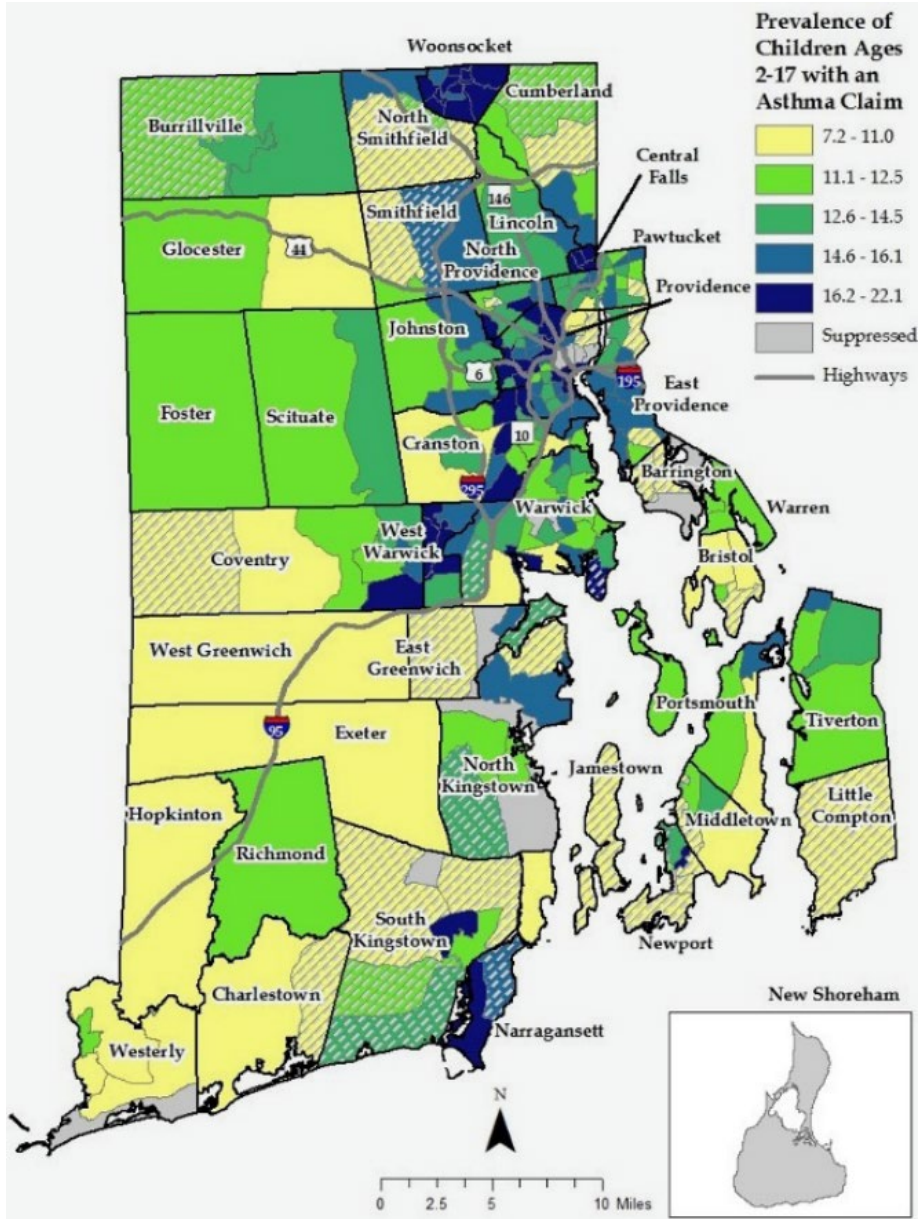 Prevalence of
Children Ages
2-17 with an
Asthma Claim
7.2 - 11.0
11.1 - 12.5
12.6 - 14.5
14.6 - 16.1
16.2 - 22.1
Suppressed
Highways
Woonsocket
Cumberland
Burrillville
North
Smithfield
Central
Falls
146
Smithfield
Lincoln
Pawtucket
Glocester
44
North
Providence
Providence
Johnston
6
195
East
Providence
Foster
Scituate
Cranston
10
295
Barrington
Warwick
Warren
West
Warwick
Coventry
Bristol
West Greenwich
East
Greenwich
Portsmouth
Tiverton
95
Exeter
North
Kingstown
Jamestown
Hopkinton
Middletown
Little
Compton
Richmond
South
Kingstown
Newport
Charlestown
New Shoreham
Narragansett
Westerly
N
0 2.5 5 10 Miles